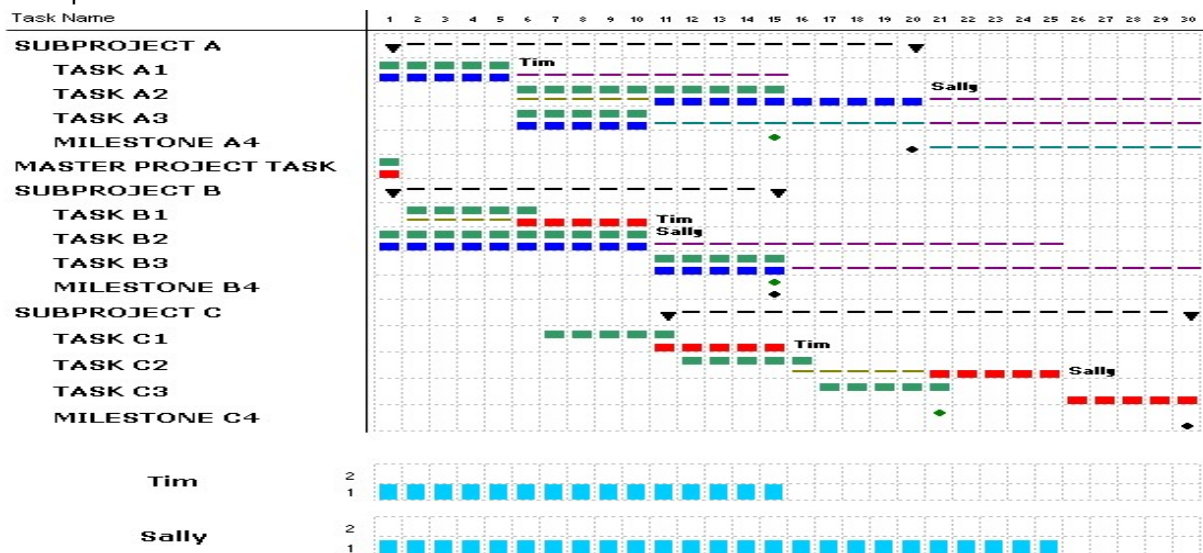 Task Name 1 2 3 4 5 6 7 8 9 10 11 12 13 14 15 16 17 18 19 20 21 22 23 24 25 26 27 28 29 30
SUBPROJECT A
TASK A1 Tim
TASK A2 Sally
TASK A3
MILESTONE A4
MASTER PROJECT TASK
SUBPROJECT B
TASK B1 Tim
TASK B2 Sally
TASK B3
MILESTONE B4
SUBPROJECT C
TASK C1 Tim
TASK C2 Sally
TASK C3
MILESTONE C4
2
Tim
1
2
Sally
1